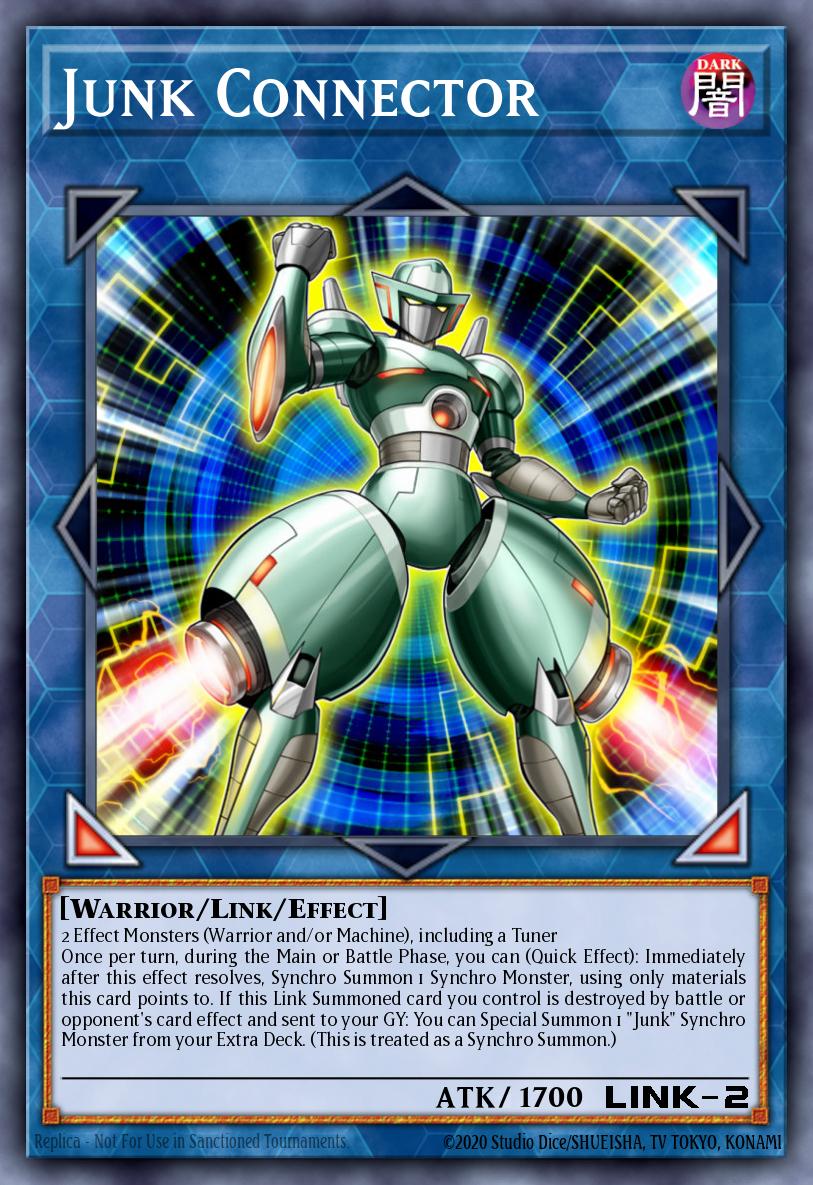 Junk Connector
DARK
闇
[Warrior/Link/Effect]
2 Effect Monsters (Warrior and/or Machine), including a Tuner
Once per turn, during the Main or Battle Phase, you can (Quick Effect): Immediately
after this effect resolves, Synchro Summon 1 Synchro Monster, using only materials
this card points to. If this Link Summoned card you control is destroyed by battle or
opponent's card effect and sent to your GY: You can Special Summon 1 "Junk" Synchro
Monster from your Extra Deck. (This is treated as a Synchro Summon.)
ATK/ 1700 LINK-2
Replica - Not For Use in Sanctioned Tournaments. ©2020 Studio Dice/SHUEISHA, TV TOKYO, KONAMI